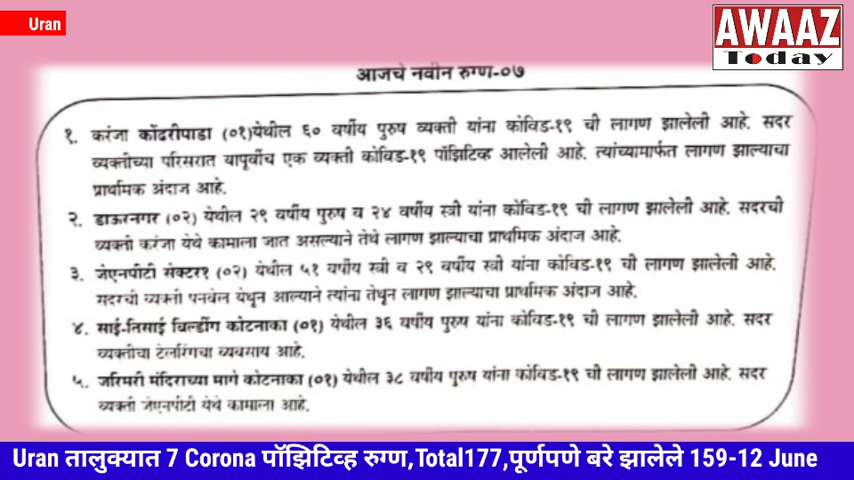 Uran
AWAAZ
Today
आजचे नवीन रुग्ण-०७
१. करंजा कोंढरीपाडा (०१)येथील ६० वर्षीय पुरुष व्यक्ती यांना कोविड-१९ ची लागण झालेली आहे. सदर
व्यक्तीच्या परिसरात यापूर्वीच एक व्यक्ती कोविड-१९ पॉझिटिव्ह आलेली आहे. त्यांच्यामार्फत लागण झाल्याचा
प्राथमिक अंदाज आहे.
२. डाऊरनगर (०२) येथील २९ वर्षीय पुरुष व २४ वर्षीय स्त्री यांना कोविड-१९ ची लागण झालेली आहे. सदरची
व्यक्ती करंजा येथे कामाला जात असल्याने तेथे लागण झाल्याचा प्राथमिक अंदाज आहे.
३. जेएनपीटी सेक्टर१ (०२) येथील ५१ वर्षीय स्त्री व २९ वर्षीय स्त्री यांना कोविड-१९ ची लागण झालेली आहे.
सदरची व्यक्ती पनवेल येथून आल्याने त्यांना तेथून लागण झाल्याचा प्राथमिक अंदाज आहे.
४. साई-निसाई बिल्डींग कोटनाका (०१) येथील ३६ वर्षीय पुरुष यांना कोविड-१९ ची लागण झालेली आहे. सदर
व्यक्तीचा टेलरिंगचा व्यवसाय आहे.
५. जरिमरी मंदिराच्या मागे कोटनाका (०१) येथील ३८ वर्षीय पुरुष यांना कोविड-१९ ची लागण झालेली आहे. सदर
व्यक्ती जेएनपीटी येथे कामाला आहे.
Uran तालुक्यात 7 Corona पॉझिटिव्ह रुग्ण,Total177,पूर्णपणे बरे झालेले 159-12 June